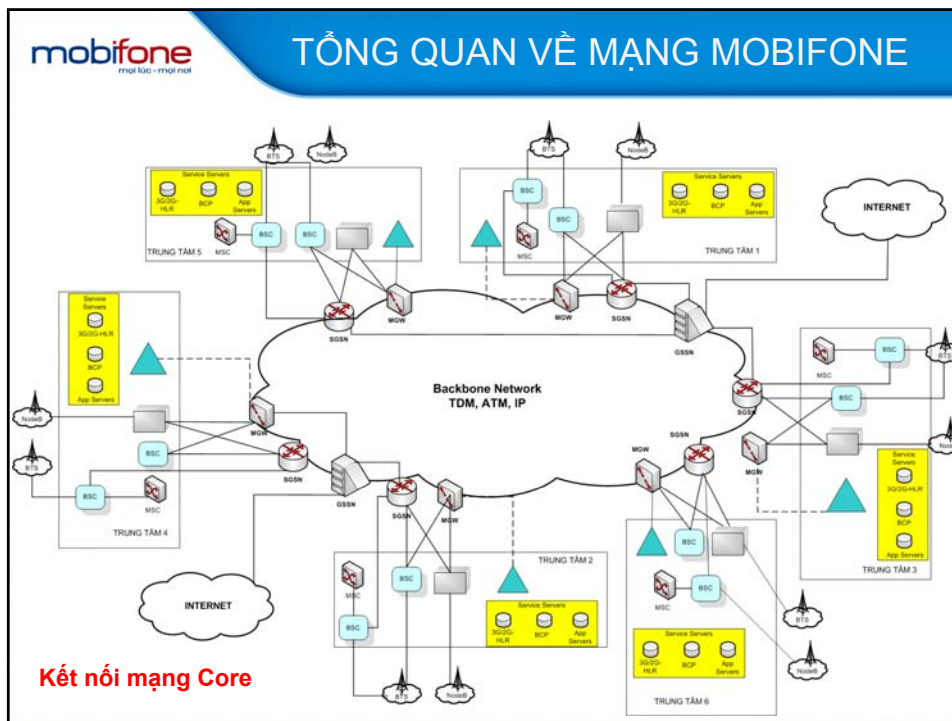 mobifone
mọi lúc - mọi nơi
TỔNG QUAN VỀ MẠNG MOBIFONE
BTS
NodeB
Service Servers
3G/2G-
HLR
BCP
App
Servers
BSC
BSC
MSC
TRUNG TÂM 5
SGSN
MGW
BTS
NodeB
BSC
BSC
MSC
Service Servers
3G/2G-
HLR
BCP
App
Servers
TRUNG TÂM 1
MGW
SGSN
GSSN
INTERNET
Service
Servers
3G/2G-HLR
BCP
App Servers
NodeB
BTS
BSC
BSC
MSC
TRUNG TÂM 4
MGW
SGSN
GSSN
INTERNET
Backbone Network
TDM, ATM, IP
MSC
BSC
BSC
BTS
NodeB
SGSN
MGW
Service
Servers
3G/2G-HLR
BCP
App Servers
TRUNG TÂM 3
SGSN
MGW
TRUNG TÂM 2
MSC
BSC
BSC
Service Servers
3G/2G-
HLR
BCP
App
Servers
BTS
NodeB
SGSN
MGW
BSC
MSC
BSC
Service Servers
3G/2G-
HLR
BCP
App
Servers
TRUNG TÂM 6
BTS
NodeB
Kết nối mạng Core